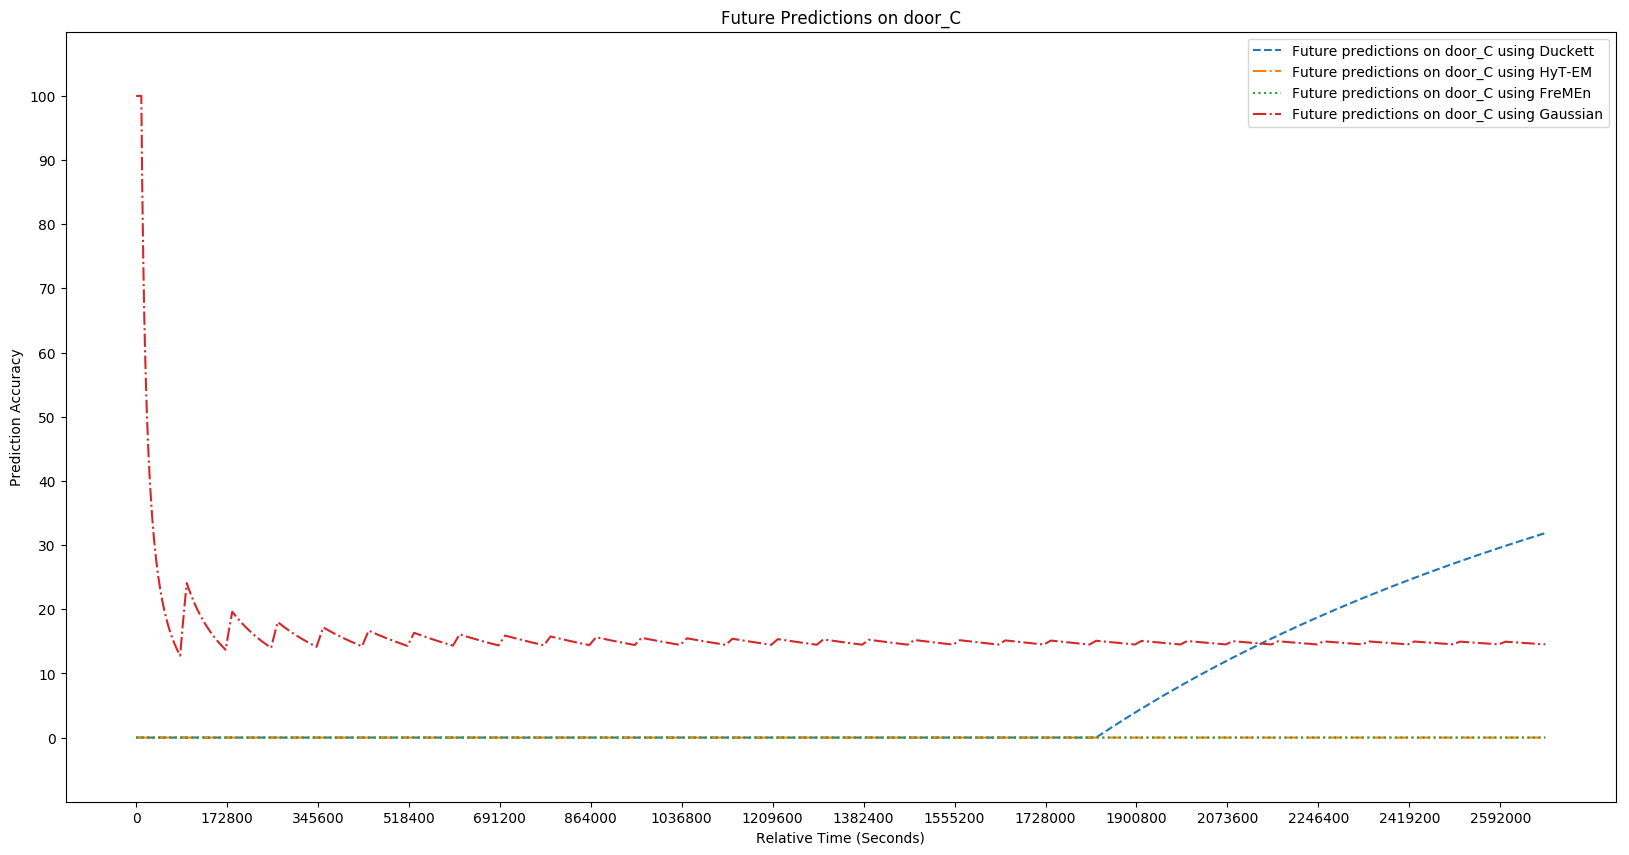 Future Predictions on door_C
Future predictions on door_C using Duckett
Future predictions on door_C using HyT-EM
Future predictions on door_C using FreMEn
Future predictions on door_C using Gaussian
Prediction Accuracy
100
90
80
70
60
50
40
30
20
10
0
0 172800 345600 518400 691200 864000 1036800 1209600 1382400 1555200 1728000 1900800 2073600 2246400 2419200 2592000
Relative Time (Seconds)